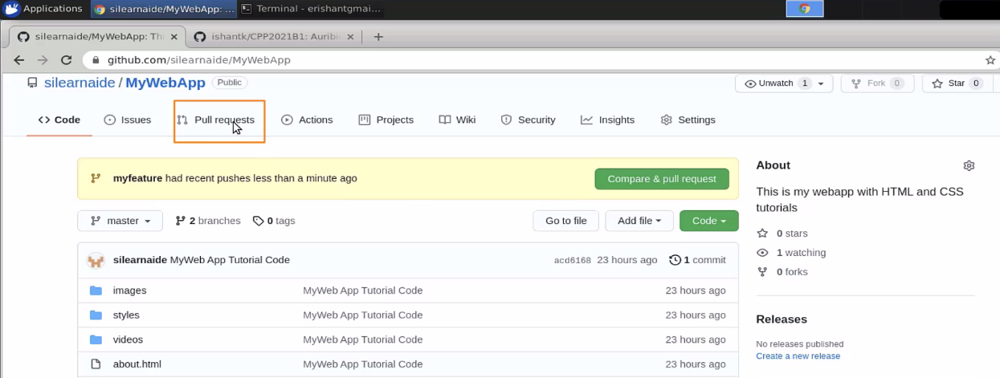 Applications silearnaide/MyWebApp: ... Terminal - erishantgmai...
silearnaide/MyWebApp: Th × ishantk/CPP2021B1: Auribi × +
github.com/silearnaide/MyWebApp
silearnaide / MyWebApp Public Unwatch 1 Fork 0 Star 0
Code Issues Pull requests Actions Projects Wiki Security Insights Settings
myfeature had recent pushes less than a minute ago Compare & pull request
master 2 branches 0 tags Go to file Add file Code
silearnaide MyWeb App Tutorial Code acd6168 23 hours ago 1 commit
images MyWeb App Tutorial Code 23 hours ago
styles MyWeb App Tutorial Code 23 hours ago
videos MyWeb App Tutorial Code 23 hours ago
about.html MyWeb App Tutorial Code 23 hours ago
About
This is my webapp with HTML and CSS
tutorials
0 stars
1 watching
0 forks
Releases
No releases published
Create a new release